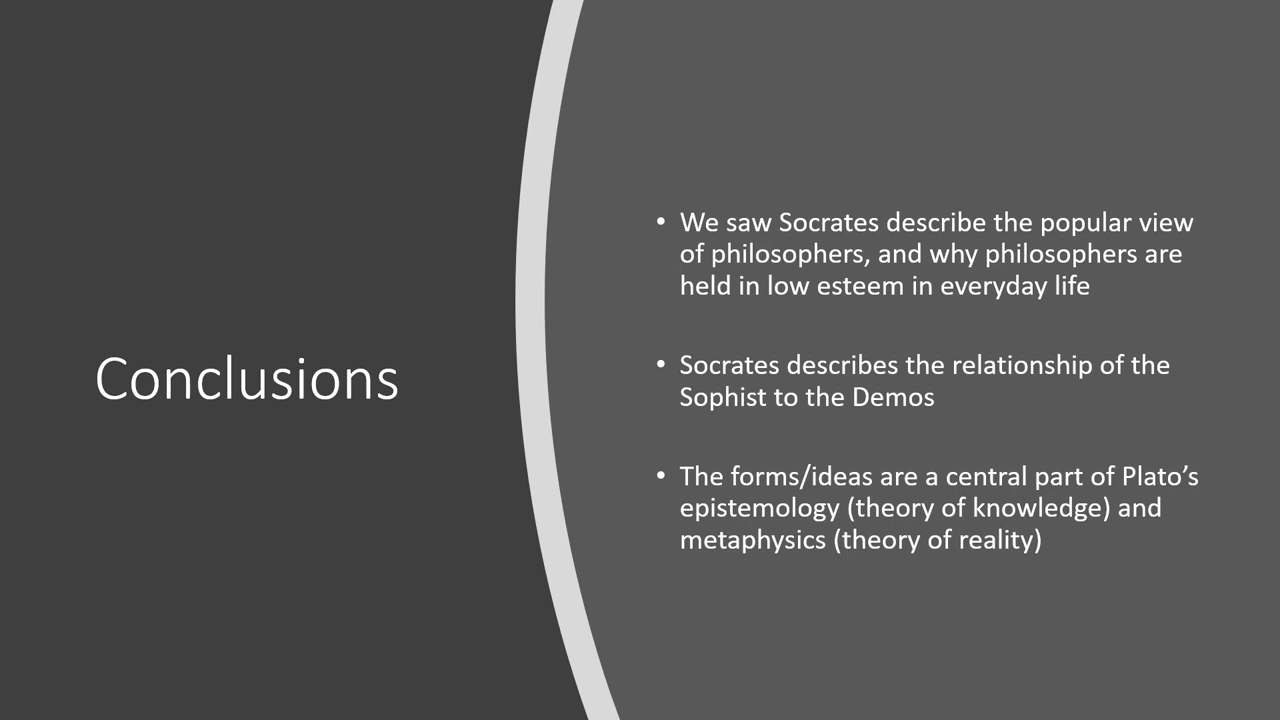 Conclusions
• We saw Socrates describe the popular view
of philosophers, and why philosophers are
held in low esteem in everyday life
• Socrates describes the relationship of the
Sophist to the Demos
• The forms/ideas are a central part of Plato’s
epistemology (theory of knowledge) and
metaphysics (theory of reality)